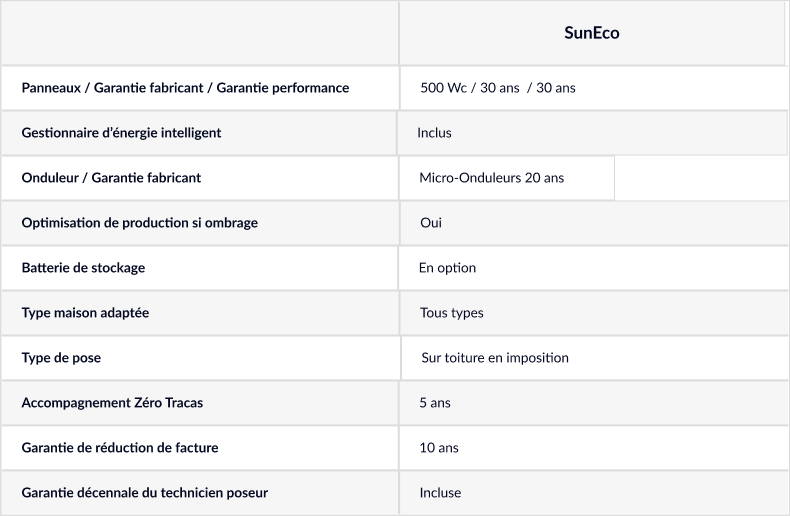 SunEco
Panneaux / Garantie fabricant / Garantie performance 500 Wc / 30 ans / 30 ans
Gestionnaire d’énergie intelligent Inclus
Onduleur / Garantie fabricant Micro-Onduleurs 20 ans
Optimisation de production si ombrage Oui
Batterie de stockage En option
Type maison adaptée Tous types
Type de pose Sur toiture en imposition
Accompagnement Zéro Tracas 5 ans
Garantie de réduction de facture 10 ans
Garantie décennale du technicien poseur Incluse